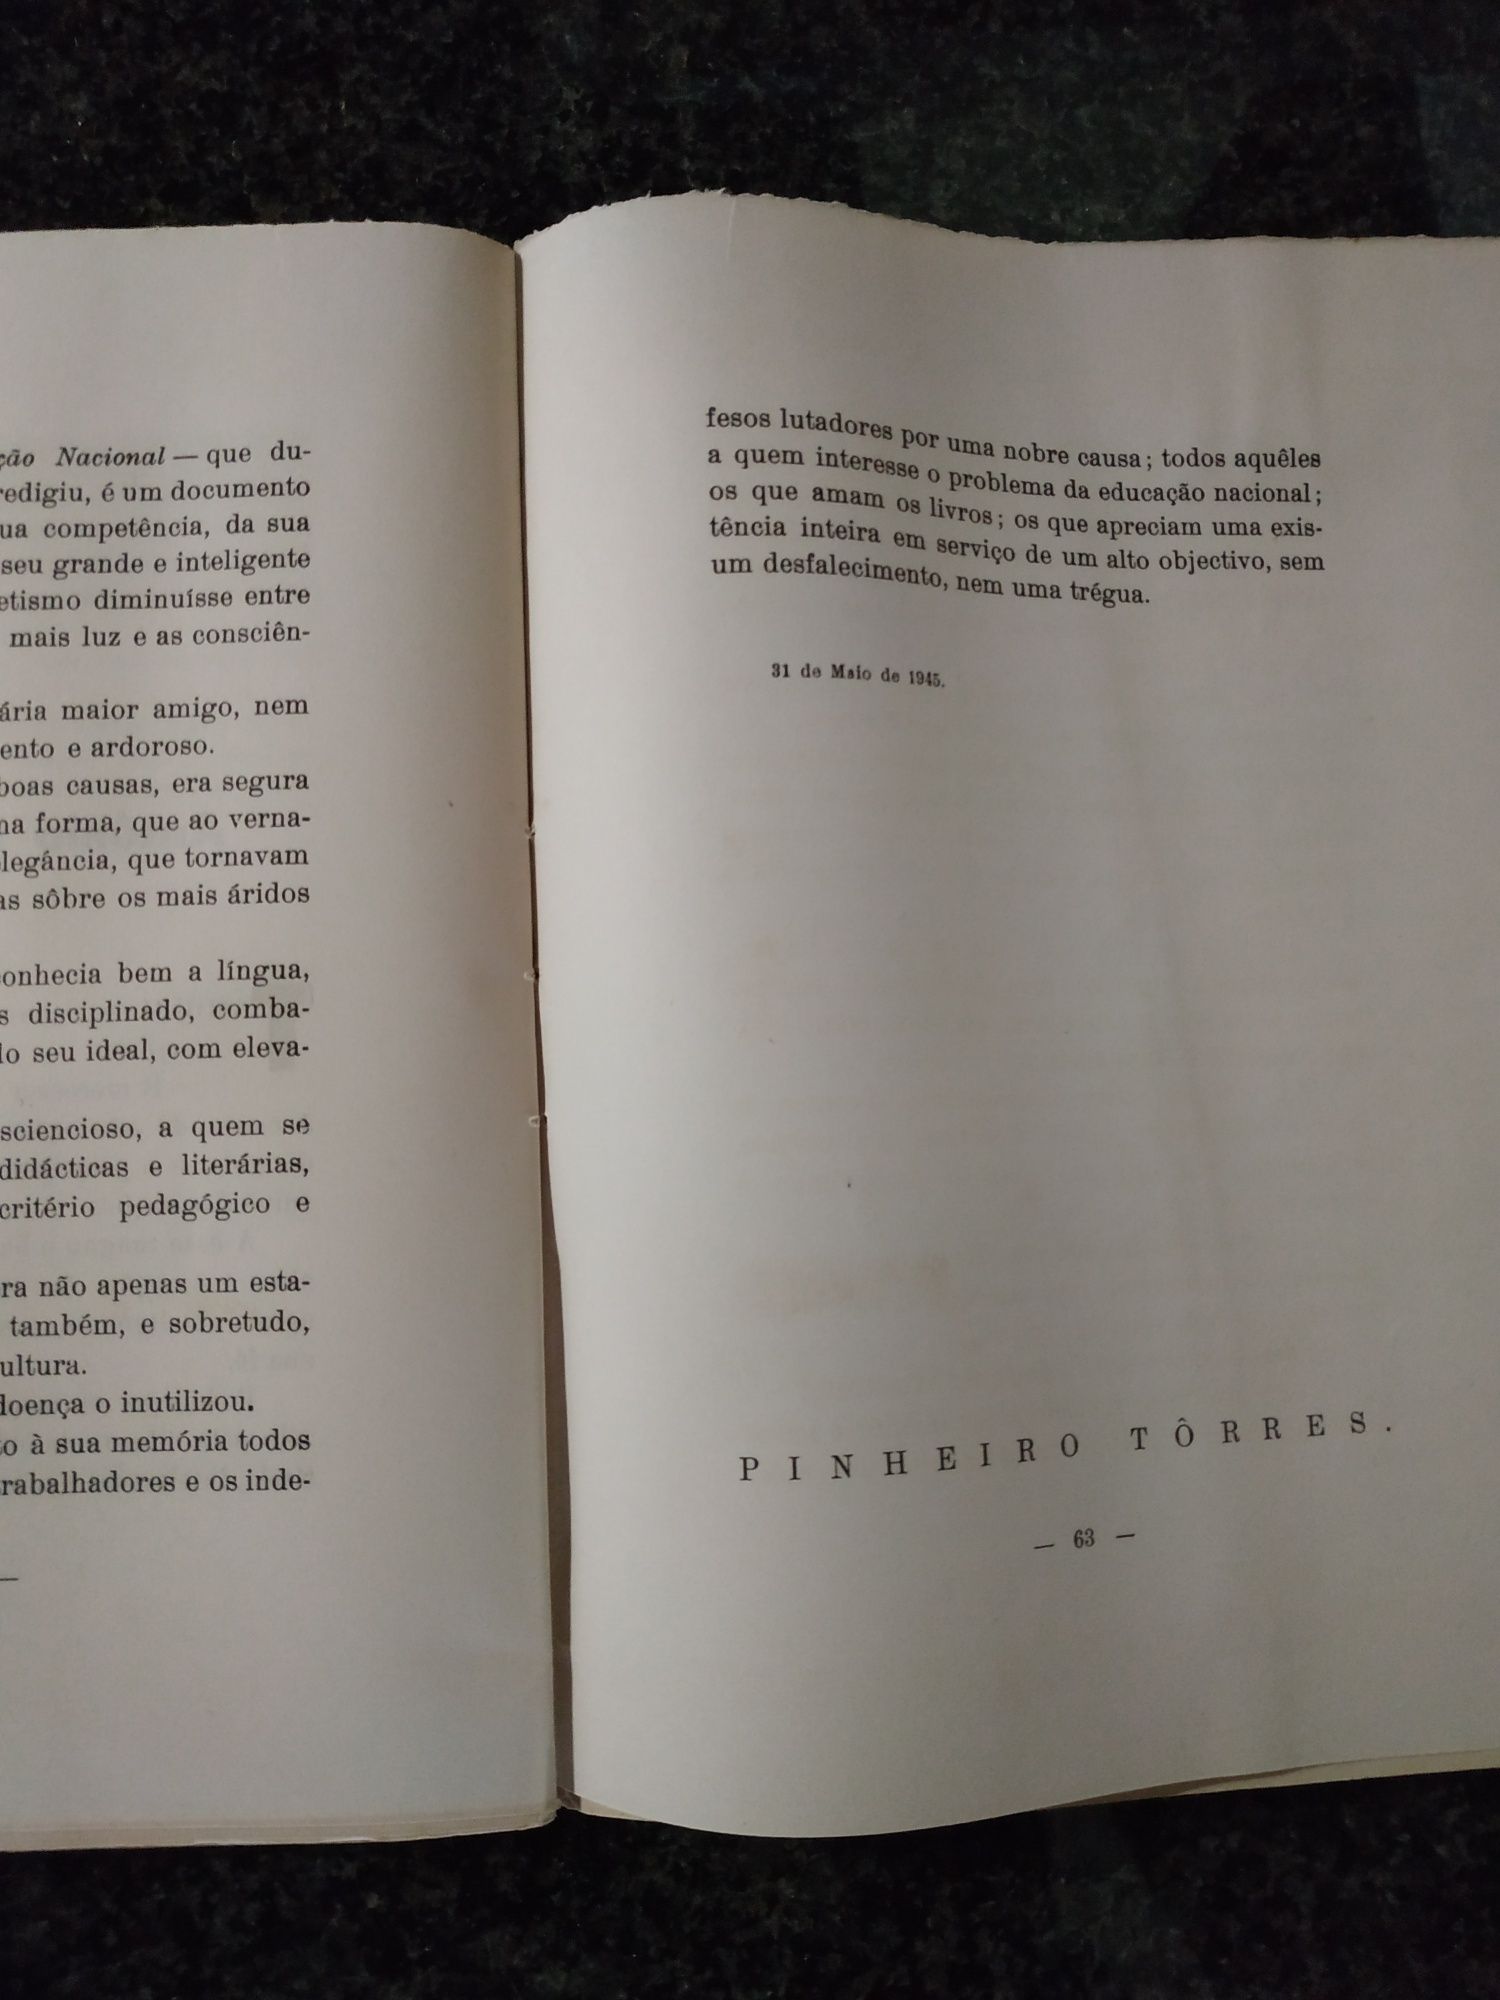 ção Nacional — que du-
redigiu, é um documento
ua competência, da sua
seu grande e inteligente
etismo diminuísse entre
mais luz e as consciên-
ária maior amigo, nem
ento e ardoroso.
boas causas, era segura
na forma, que ao verna-
legância, que tornavam
as sôbre os mais áridos
onhecia bem a língua,
s disciplinado, comba-
lo seu ideal, com eleva-
sciencioso, a quem se
didácticas e literárias,
critério pedagógico e
ra não apenas um esta-
também, e sobretudo,
ultura.
doença o inutilizou.
o à sua memória todos
rabalhadores e os inde-
—
fesos lutadores por uma nobre causa; todos aquêles
a quem interesse o problema da educação nacional;
os que amam os livros; os que apreciam uma exis-
tência inteira em serviço de um alto objectivo, sem
um desfalecimento, nem uma trégua.
31 de Maio de 1945.
PINHEIRO TÔRRES.
— 63 —